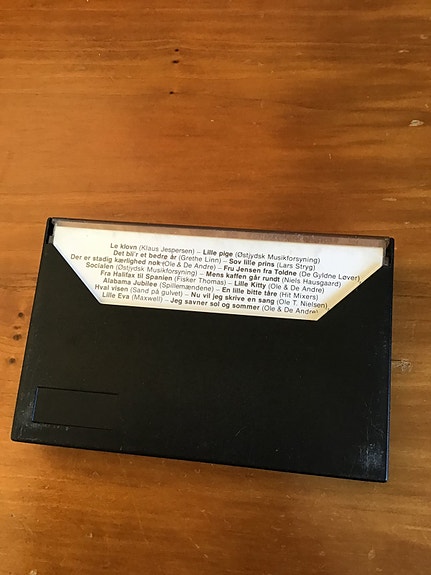 Le klovn (Klaus Jespersen) – Lille pige (Østjydsk Musikforsyning)
Det bli'r et bedre år (Grethe Linn) – Sov lille prins (Lars Stryg)
Der er stadig kærlighed nok (Ole & De Andre) – Fru Jensen fra Toldne (De Gyldne Løver)
Socialen (Østjydsk Musikforsyning) – Mens kaffen går rundt (Niels Hausgaard)
Fra Halifax til Spanien (Fisker Thomas) – Lille Kitty (Ole & De Andre)
Alabama Jubilee (Spillemændene) – En lille bitte tåre (Hit Mixers)
Hval visen (Sand på gulvet) – Nu vil jeg skrive en sang (Ole T. Nielsen)
Lille Eva (Maxwell) – Jeg savner sol og sommer (Ole & De Andre)